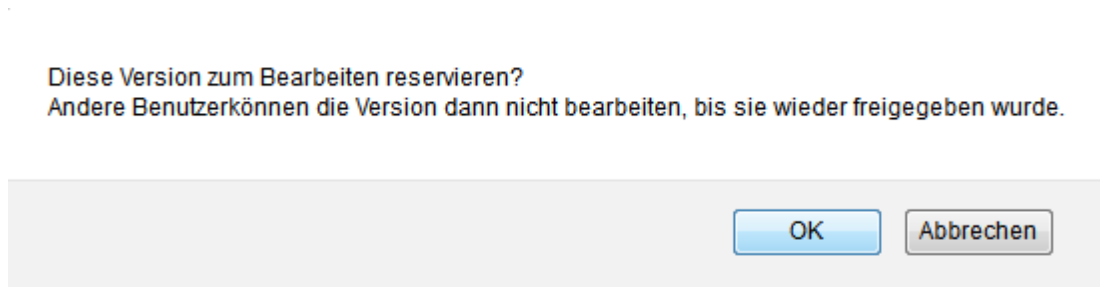 Diese Version zum Bearbeiten reservieren?
Andere Benutzerkönnen die Version dann nicht bearbeiten, bis sie wieder freigegeben wurde.
OK
Abbrechen